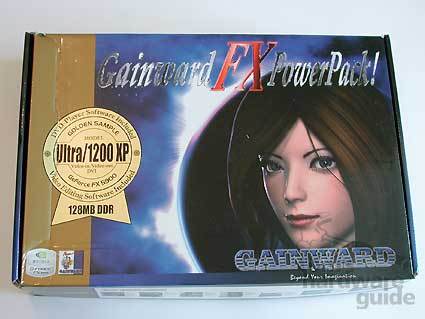 Gainward FX PowerPack!
DVD Player Software Included
GOLDEN SAMPLE
MODEL
Ultra/1200 XP
Video-in, Video-out,
DVI
GeForce FX 5900
Video Editing Software Included
128MB DDR
GAINWARD
Beyond Your Imagination
hardware
guide